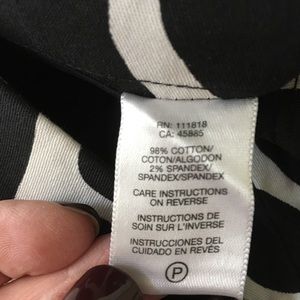 RN: 111818
CA: 45885
98% COTTON/
COTON/ALGODON
2% SPANDEX/
SPANDEX/SPANDEX
CARE INSTRUCTIONS
ON REVERSE
INSTRUCTIONS DE
SOIN SUR L'INVERSE
INSTRUCCIONES DEL
CUIDADO EN REVÉS
P